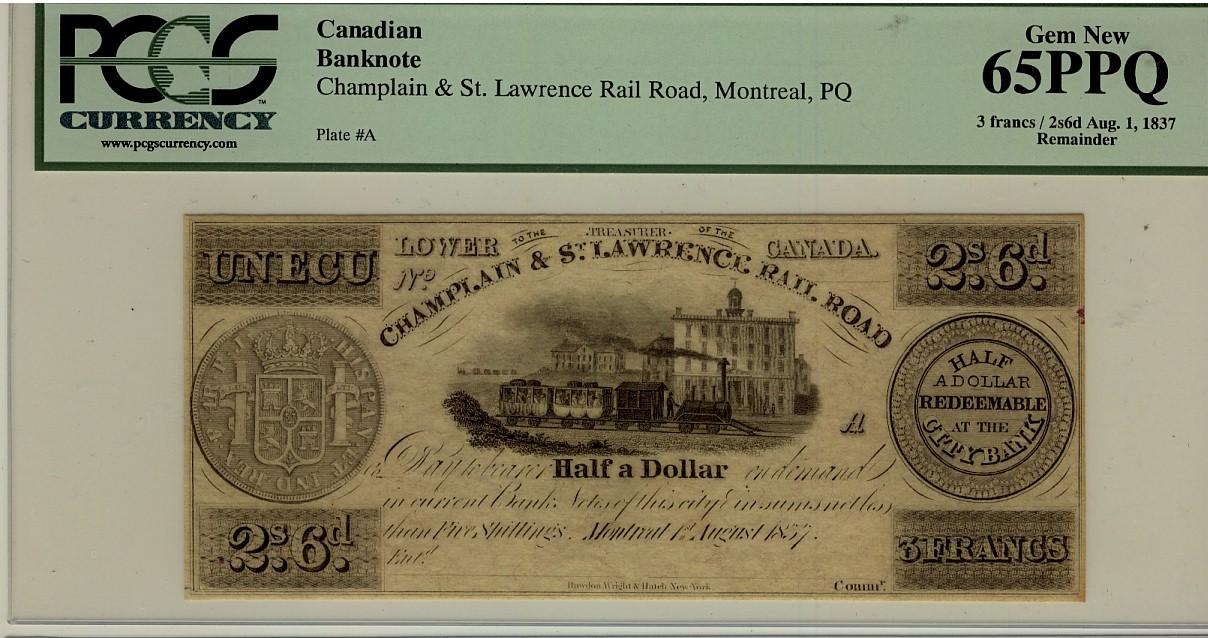 PCGS
CURRENCY
www.pcgscurrency.com
Canadian
Banknote
Champlain & St. Lawrence Rail Road, Montreal, PQ
Plate #A
Gem New
65PPQ
3 francs / 2s6d Aug. 1, 1837
Remainder
UN ECU
LOWER
TO THE TREASURER OF THE
CANADA.
2s. 6d.
No
CHAMPLAIN & ST LAWRENCE RAIL ROAD
HISPAN ET IND REX
HALF
A DOLLAR
REDEEMABLE
AT THE
CITY BANK
A
Pay to bearer Half a Dollar on demand
in current Bank Notes of this city in sums not less
than Five Shillings. Montreal 1st August 1837.
2s. 6d.
Entd.
3 FRANCS
Rawdon Wright & Hatch New-York
Commr.